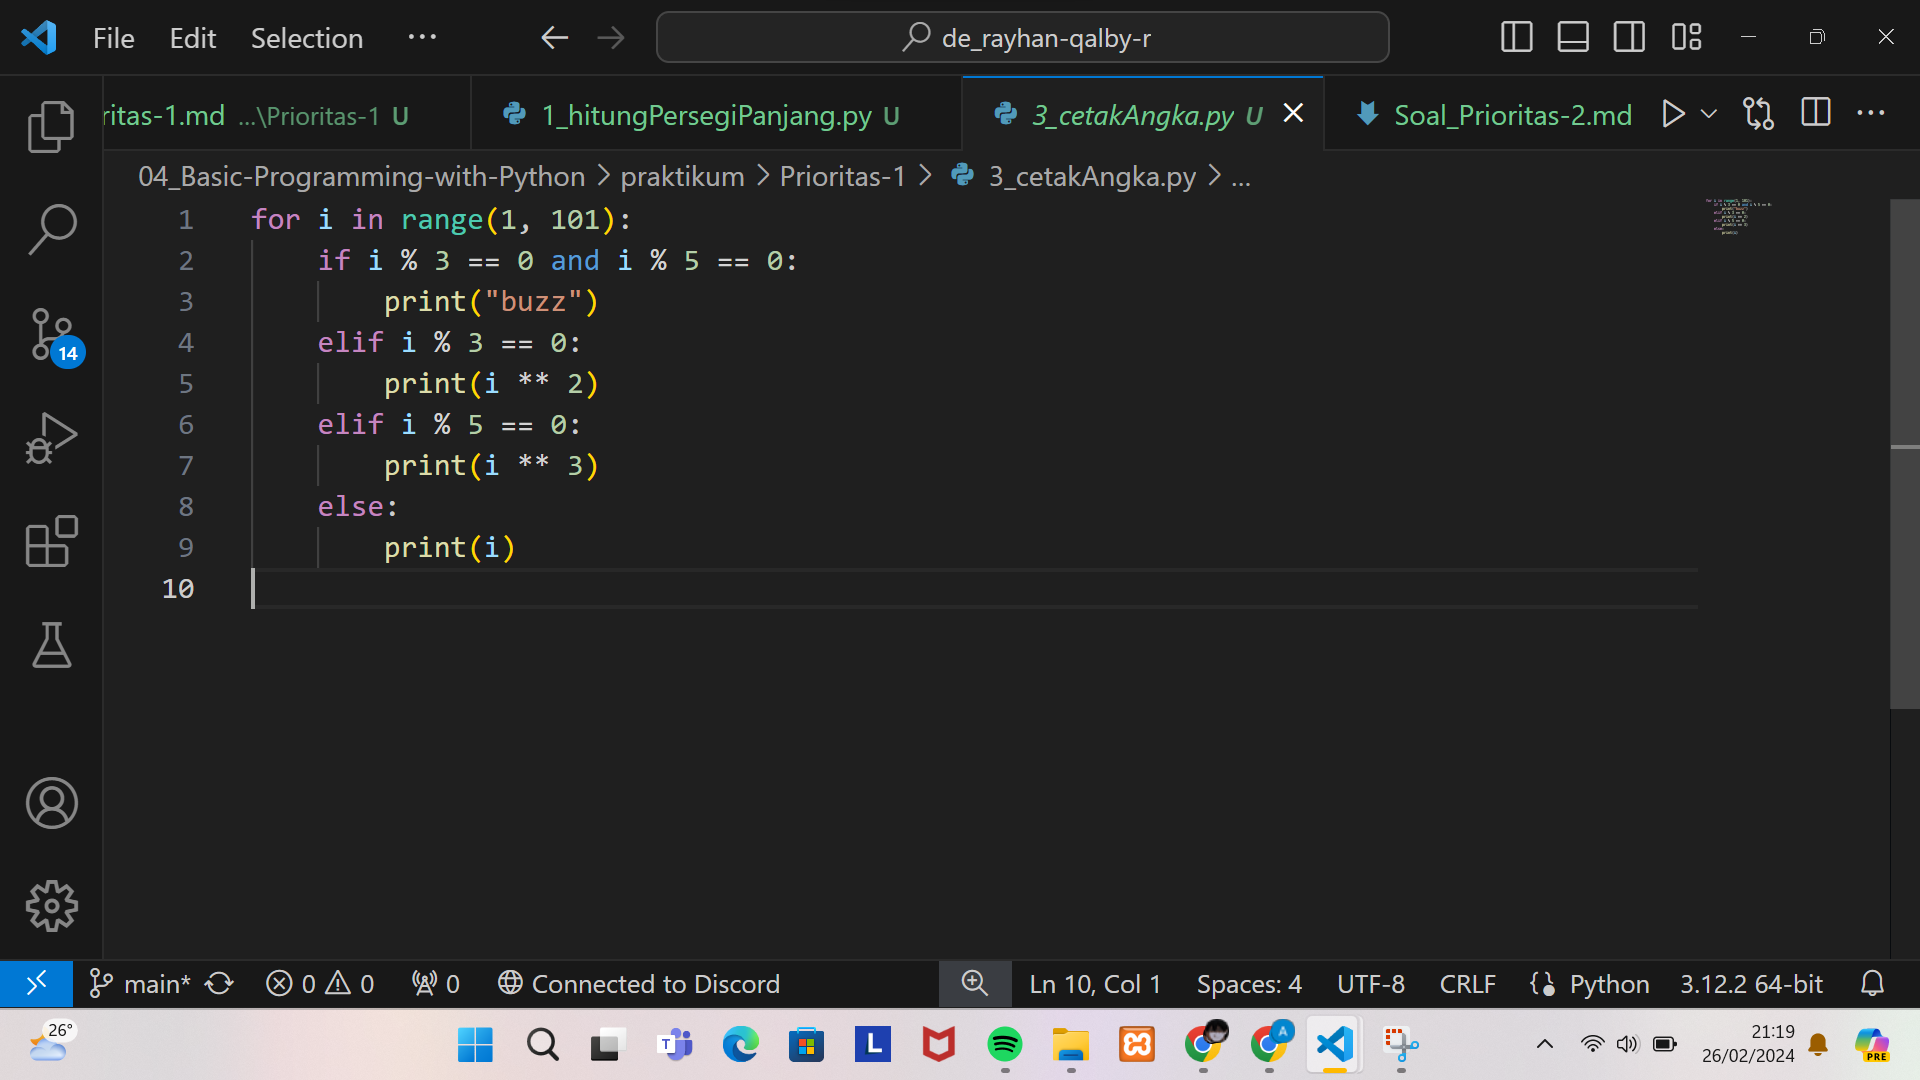 File Edit Selection ... de_rayhan-qalby-r
ritas-1.md ...\Prioritas-1 U 1_hitungPersegiPanjang.py U 3_cetakAngka.py U Soal_Prioritas-2.md
04_Basic-Programming-with-Python > praktikum > Prioritas-1 > 3_cetakAngka.py > ...
1 for i in range(1, 101):
2 if i % 3 == 0 and i % 5 == 0:
3 print("buzz")
4 elif i % 3 == 0:
5 print(i ** 2)
6 elif i % 5 == 0:
7 print(i ** 3)
8 else:
9 print(i)
10
14
main* 0 0 0 Connected to Discord Ln 10, Col 1 Spaces: 4 UTF-8 CRLF Python 3.12.2 64-bit
26°
T
L
A
21:19
26/02/2024
PRE